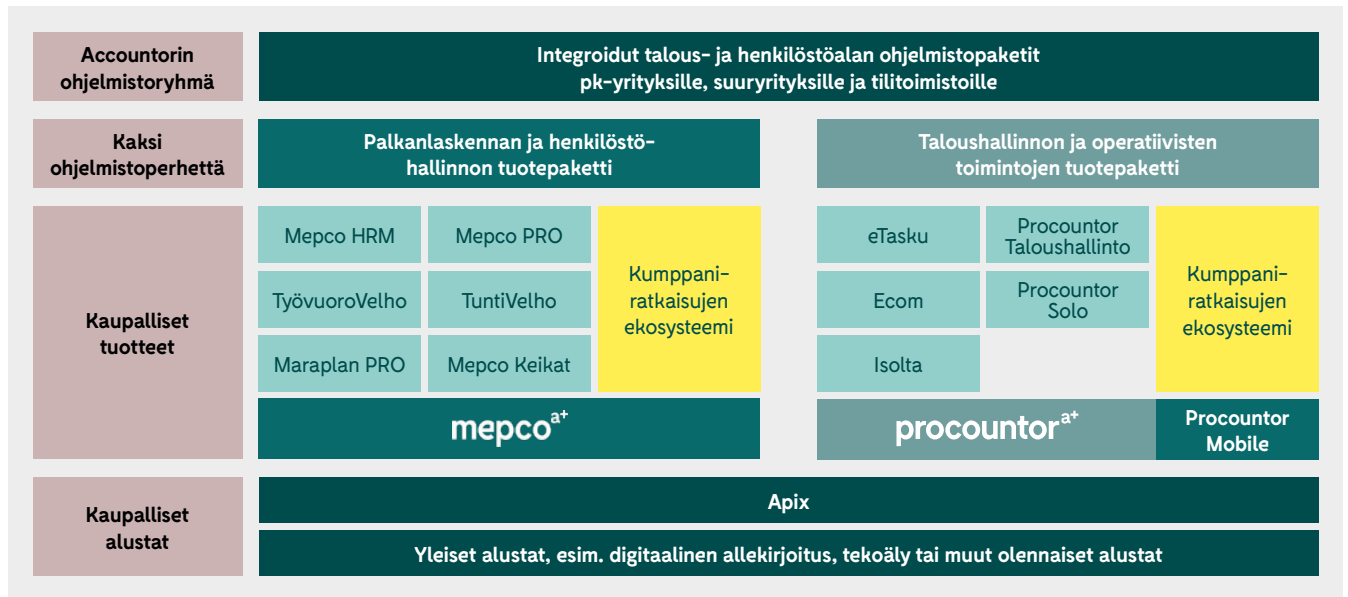 Accountorin
ohjelmistoryhmä
Integroidut talous- ja henkilöstöalan ohjelmistopaketit
pk-yrityksille, suuryrityksille ja tilitoimistoille
Kaksi
ohjelmistoperhettä
Palkanlaskennan ja henkilöstö-
hallinnon tuotepaketti
Taloushallinnon ja operatiivisten
toimintojen tuotepaketti
Kaupalliset
tuotteet
Mepco HRM
Mepco PRO
TyövuoroVelho
TuntiVelho
Maraplan PRO
Mepco Keikat
Kumppani-
ratkaisujen
ekosysteemi
mepco a+
eTasku
Procountor
Taloushallinto
Ecom
Procountor
Solo
Isolta
Kumppani-
ratkaisujen
ekosysteemi
procountor a+
Procountor
Mobile
Kaupalliset
alustat
Apix
Yleiset alustat, esim. digitaalinen allekirjoitus, tekoäly tai muut olennaiset alustat